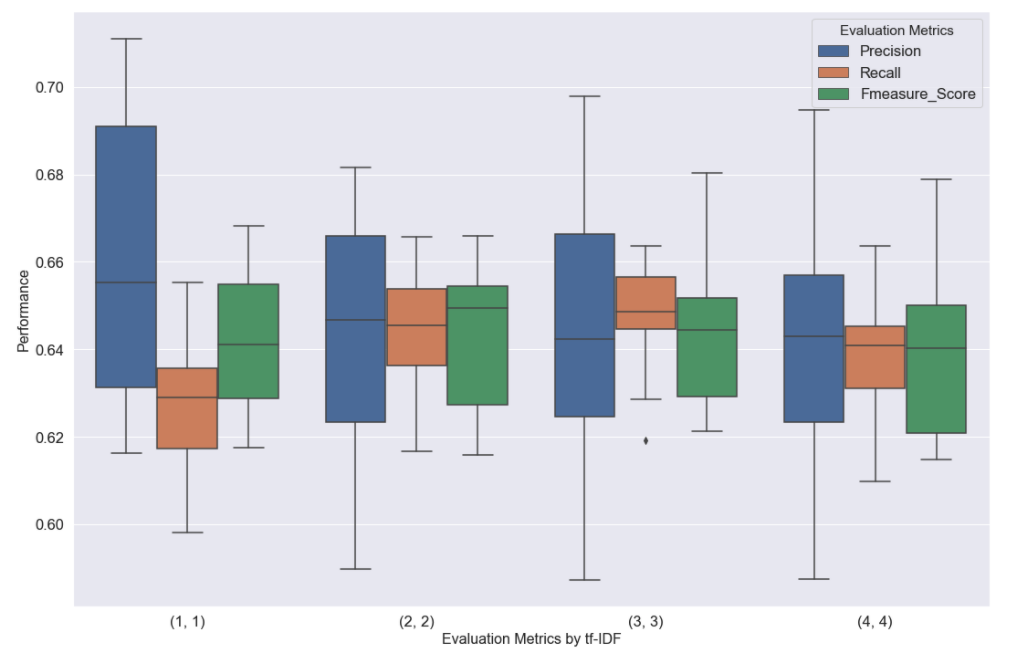 Evaluation Metrics
Precision
Recall
Fmeasure_Score
0.70
0.68
0.66
0.64
0.62
0.60
Performance
(1, 1) (2, 2) (3, 3) (4, 4)
Evaluation Metrics by tf-IDF